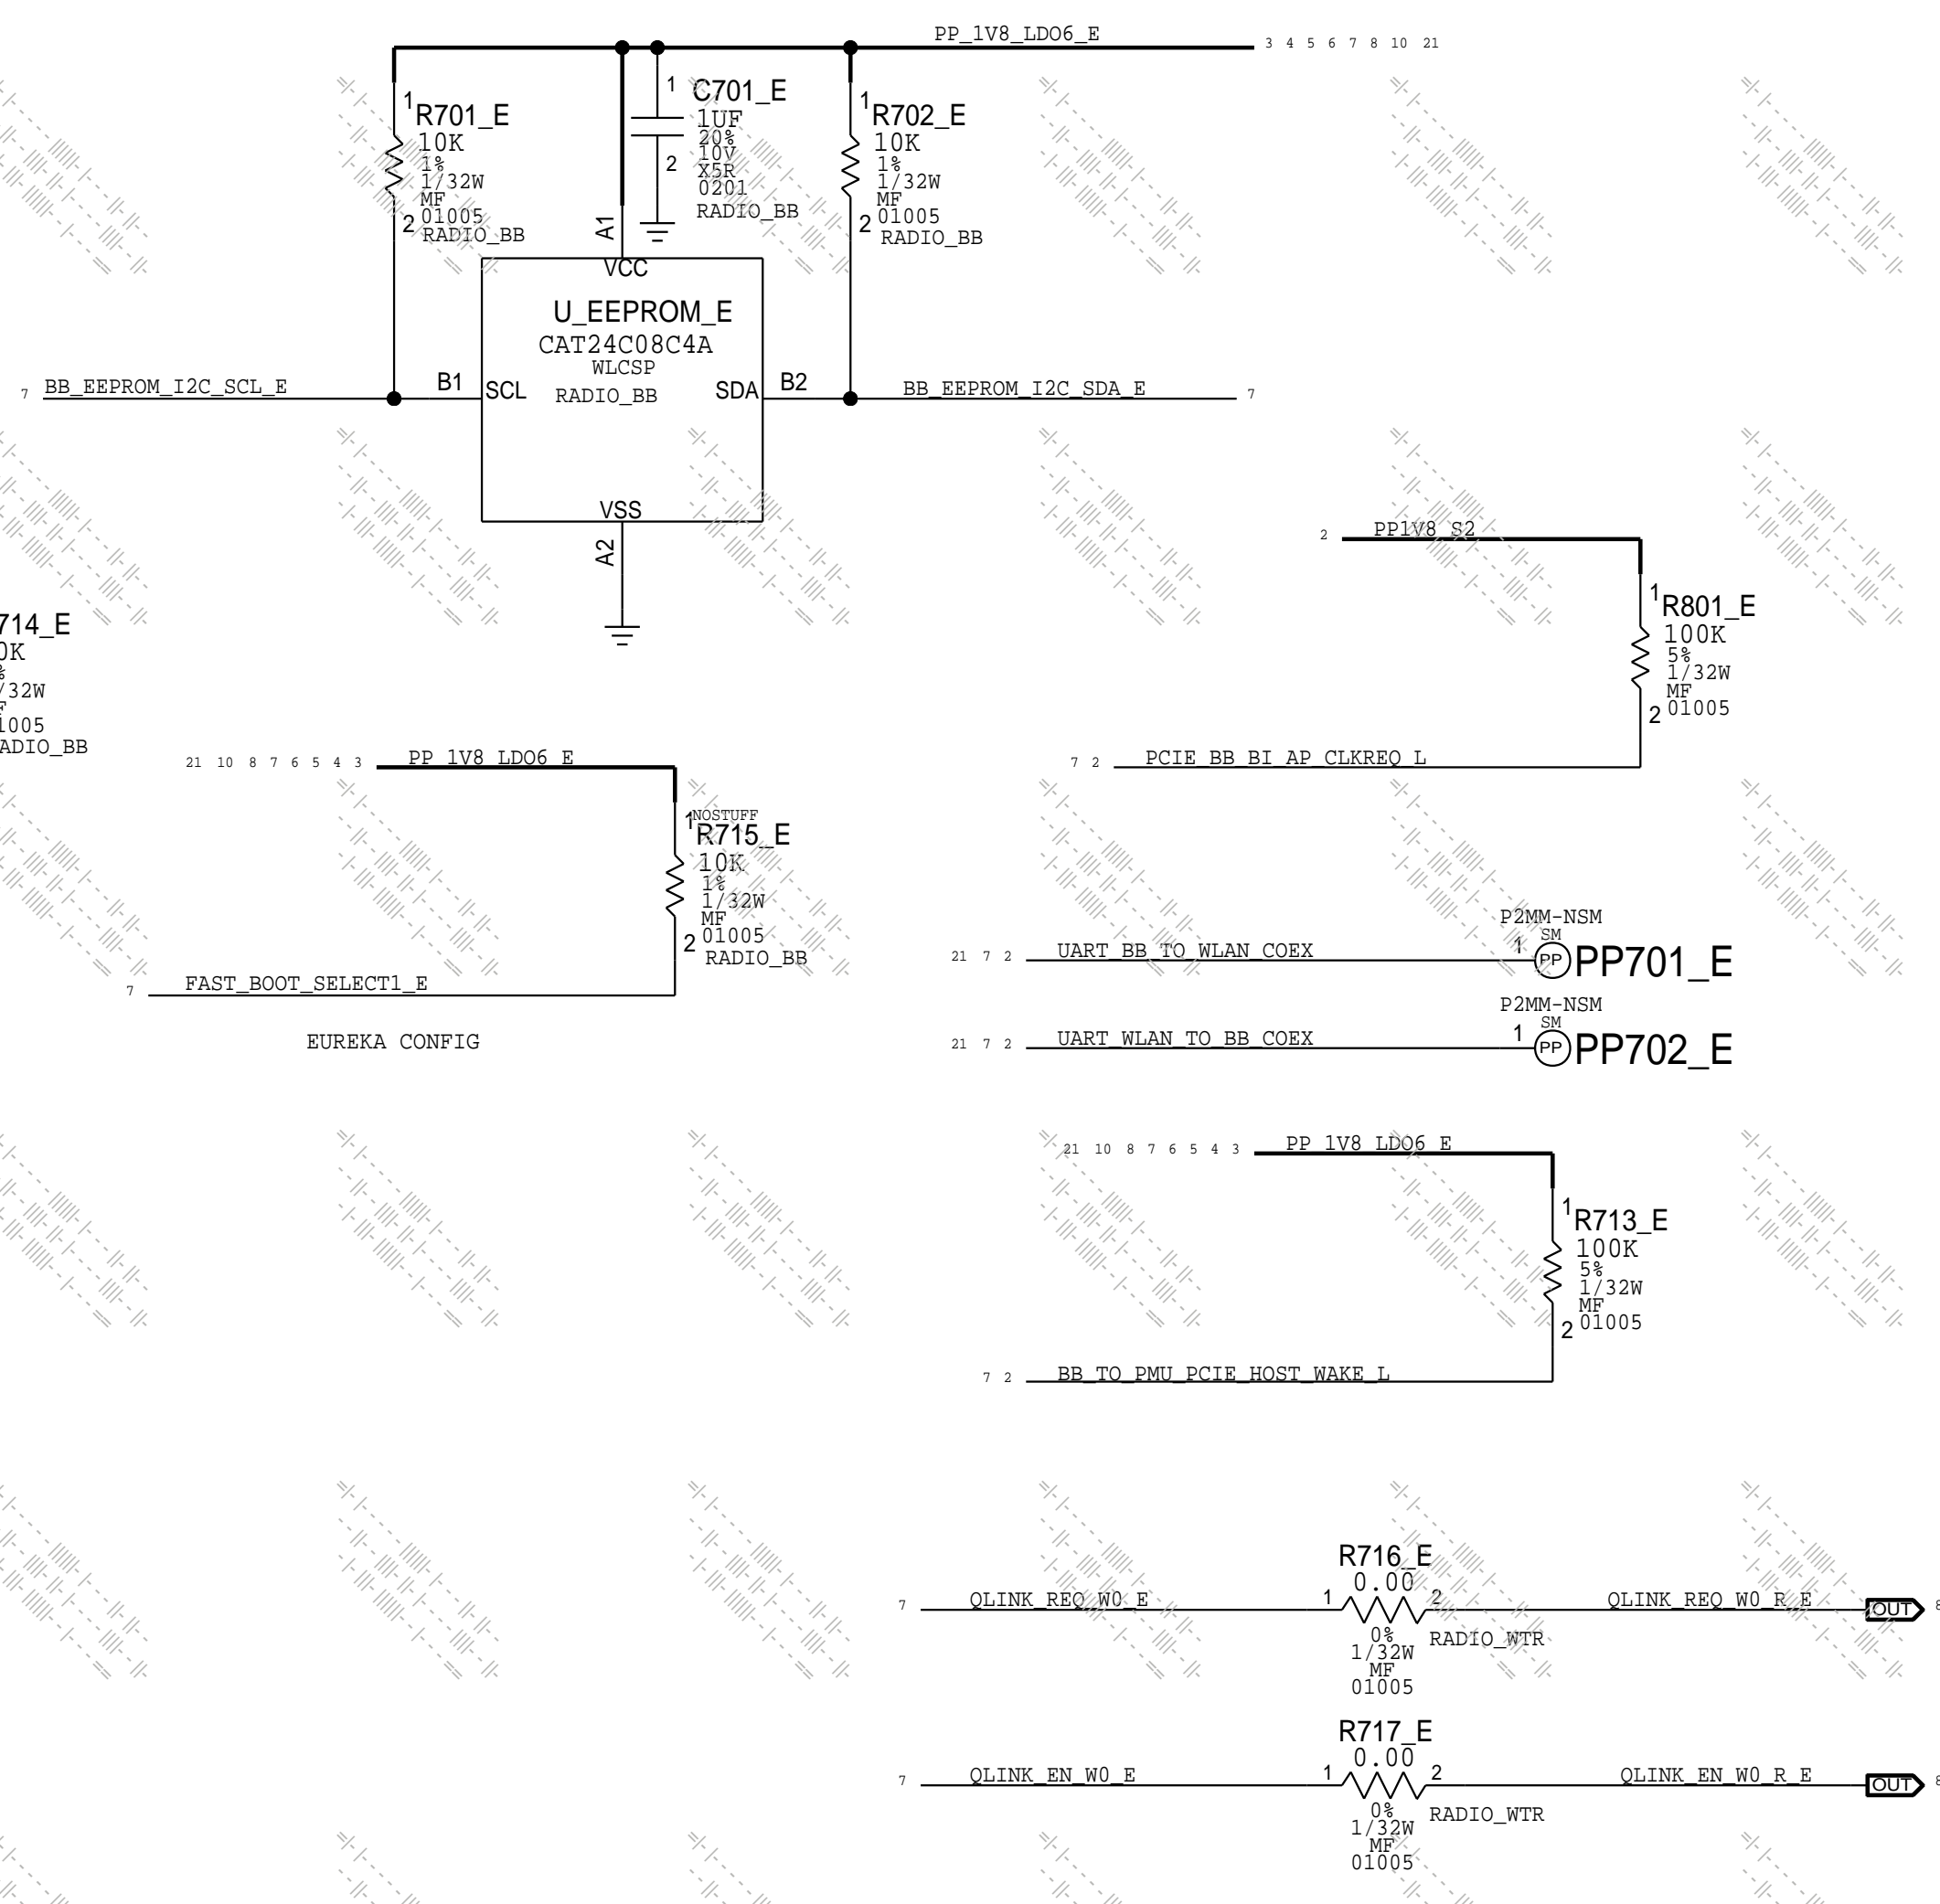 PP_1V8_LDO6_E
3 4 5 6 7 8 10 21
1
R701_E
10K
1%
1/32W
MF
01005
2
RADIO_BB
1
C701_E
1UF
20%
10V
X5R
0201
2
RADIO_BB
1
R702_E
10K
1%
1/32W
MF
01005
2
RADIO_BB
A1
VCC
U_EEPROM_E
CAT24C08C4A
WLCSP
RADIO_BB
7 BB_EEPROM_I2C_SCL_E
B1
SCL
SDA
B2
BB_EEPROM_I2C_SDA_E 7
VSS
A2
2 PP1V8_S2
1
R801_E
100K
5%
1/32W
MF
01005
2
7 2 PCIE_BB_BI_AP_CLKREQ_L
714_E
0K
%
/32W
F
1005
ADIO_BB
21 10 8 7 6 5 4 3 PP_1V8_LDO6_E
NOSTUFF
1
R715_E
10K
1%
1/32W
MF
01005
2
RADIO_BB
7 FAST_BOOT_SELECT1_E
EUREKA CONFIG
P2MM-NSM
SM
21 7 2 UART_BB_TO_WLAN_COEX 1 PP PP701_E
P2MM-NSM
SM
21 7 2 UART_WLAN_TO_BB_COEX 1 PP PP702_E
21 10 8 7 6 5 4 3 PP_1V8_LDO6_E
1
R713_E
100K
5%
1/32W
MF
01005
2
7 2 BB_TO_PMU_PCIE_HOST_WAKE_L
R716_E
0.00
7 QLINK_REQ_W0_E 1 2 QLINK_REQ_W0_R_E OUT 8
0%
RADIO_WTR
1/32W
MF
01005
R717_E
0.00
7 QLINK_EN_W0_E 1 2 QLINK_EN_W0_R_E OUT 8
0%
RADIO_WTR
1/32W
MF
01005